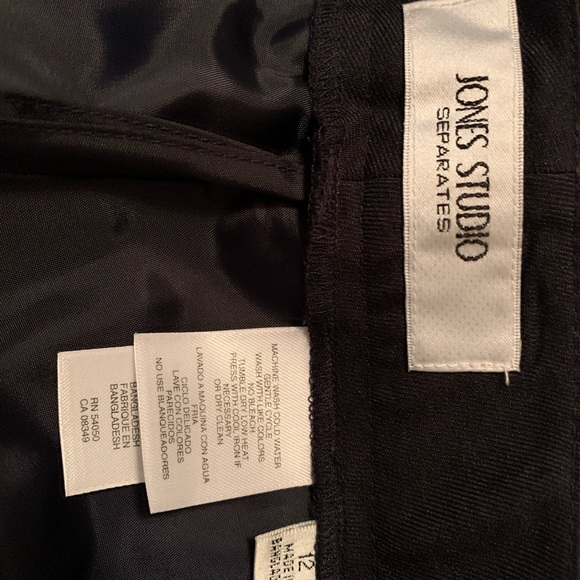 JONES STUDIO
SEPARATES
MACHINE WASH COLD WATER
GENTLE CYCLE
WASH WITH LIKE COLORS
NO BLEACH
TUMBLE DRY LOW HEAT
PRESS WITH COOL IRON IF
NECESSARY
OR DRY CLEAN
LAVADO A MAQUINA CON AGUA
FRIA
CICLO DELICADO
LAVE CON COLORES
PARECIDOS
NO USE BLANQUEADORES
BANGLADESH
FABRIQUE EN
BANGLADESH
RN 54050
CA 08349
12
MADE